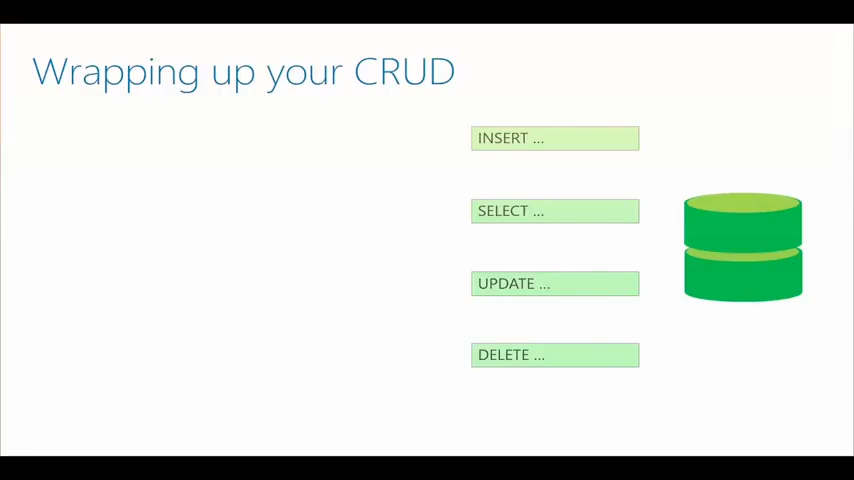 Wrapping up your CRUD
INSERT ...
SELECT ...
UPDATE ...
DELETE ...